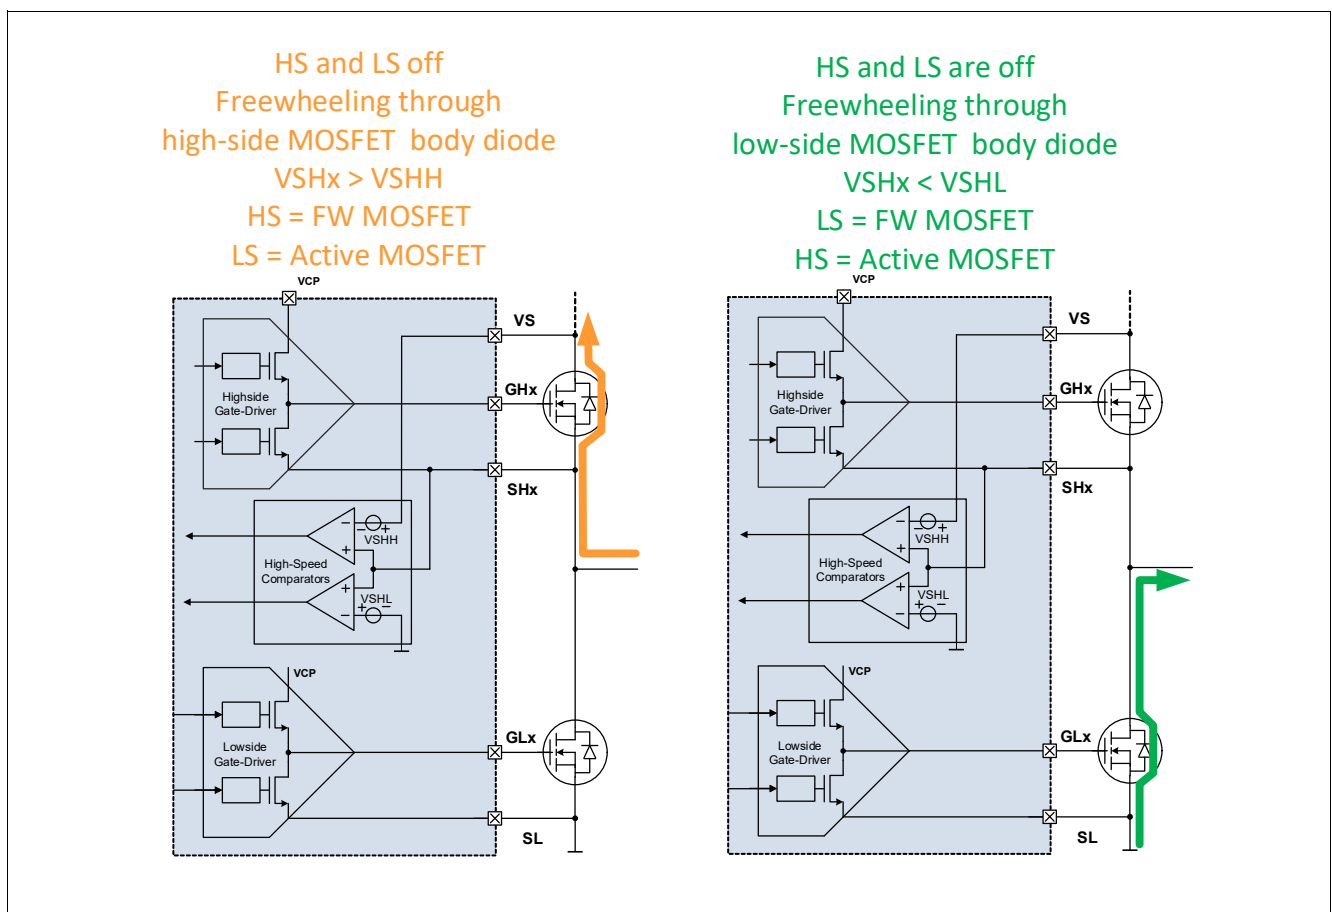 HS and LS off
Freewheeling through
high-side MOSFET body diode
VSHx > VSHH
HS = FW MOSFET
LS = Active MOSFET
VCP
VS
GHx
Highside
Gate-Driver
SHx
VSHH
High-Speed
Comparators
VSHL
VCP
GLx
Lowside
Gate-Driver
SL
HS and LS are off
Freewheeling through
low-side MOSFET body diode
VSHx < VSHL
LS = FW MOSFET
HS = Active MOSFET
VCP
VS
GHx
Highside
Gate-Driver
SHx
VSHH
High-Speed
Comparators
VSHL
VCP
GLx
Lowside
Gate-Driver
SL